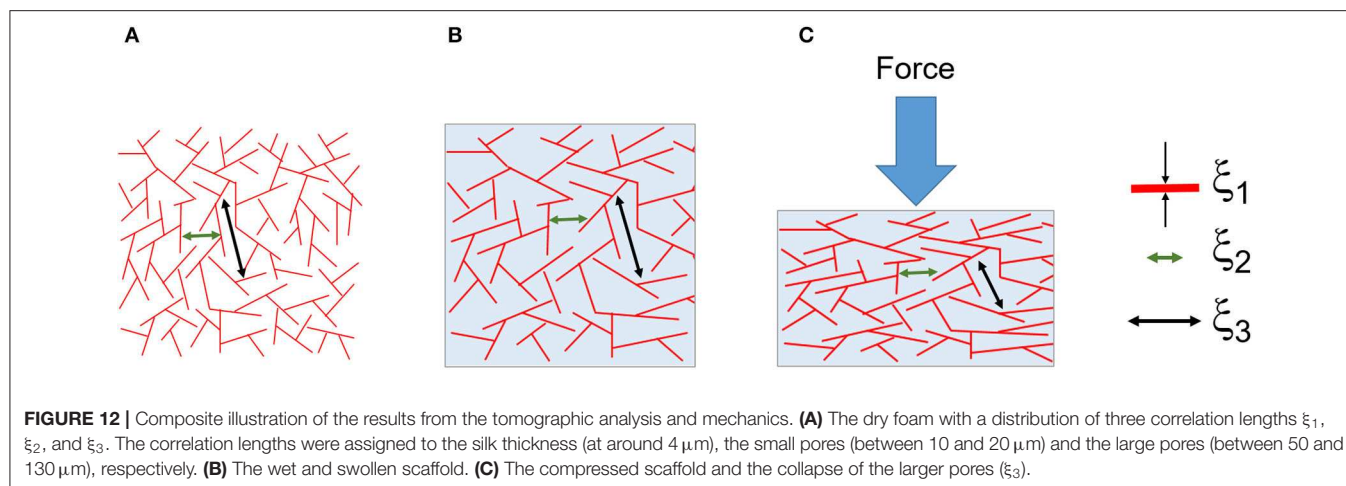 A
B
C
Force
ξ1
ξ2
ξ3
FIGURE 12 | Composite illustration of the results from the tomographic analysis and mechanics. (A) The dry foam with a distribution of three correlation lengths ξ1,
ξ2, and ξ3. The correlation lengths were assigned to the silk thickness (at around 4 μm), the small pores (between 10 and 20 μm) and the large pores (between 50 and
130 μm), respectively. (B) The wet and swollen scaffold. (C) The compressed scaffold and the collapse of the larger pores (ξ3).